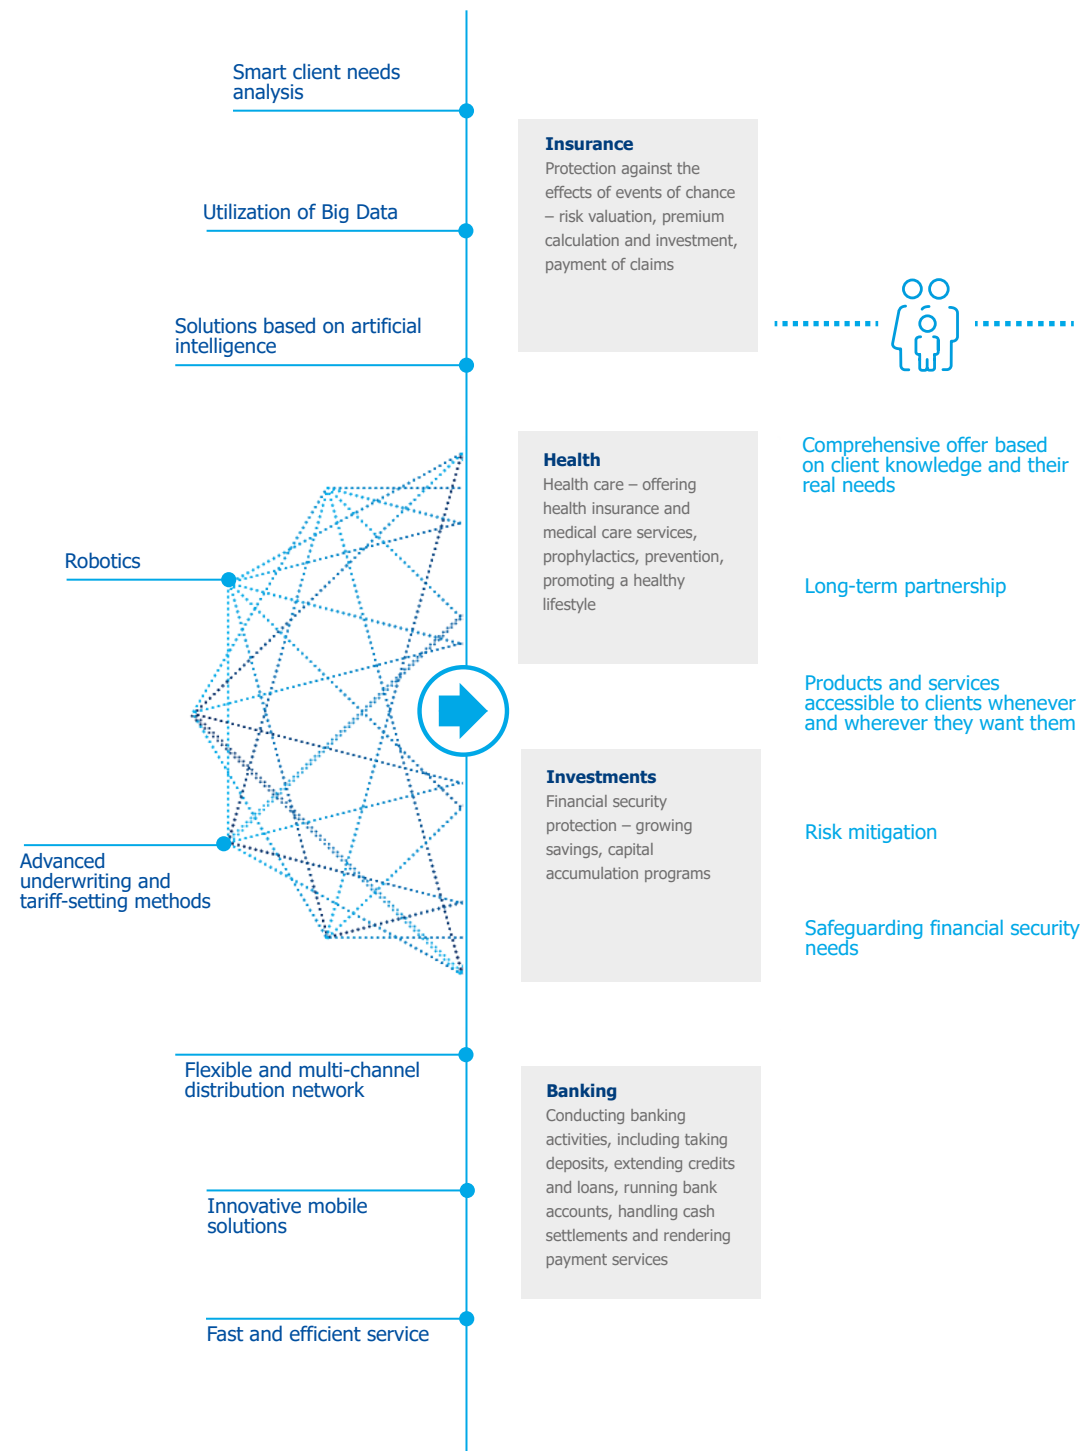 Smart client needs
analysis
Utilization of Big Data
Solutions based on artificial
intelligence
Robotics
Advanced
underwriting and
tariff-setting methods
Flexible and multi-channel
distribution network
Innovative mobile
solutions
Fast and efficient service
Insurance
Protection against the
effects of events of chance
– risk valuation, premium
calculation and investment,
payment of claims
Health
Health care – offering
health insurance and
medical care services,
prophylactics, prevention,
promoting a healthy
lifestyle
Investments
Financial security
protection – growing
savings, capital
accumulation programs
Banking
Conducting banking
activities, including taking
deposits, extending credits
and loans, running bank
accounts, handling cash
settlements and rendering
payment services
Comprehensive offer based
on client knowledge and their
real needs
Long-term partnership
Products and services
accessible to clients whenever
and wherever they want them
Risk mitigation
Safeguarding financial security
needs